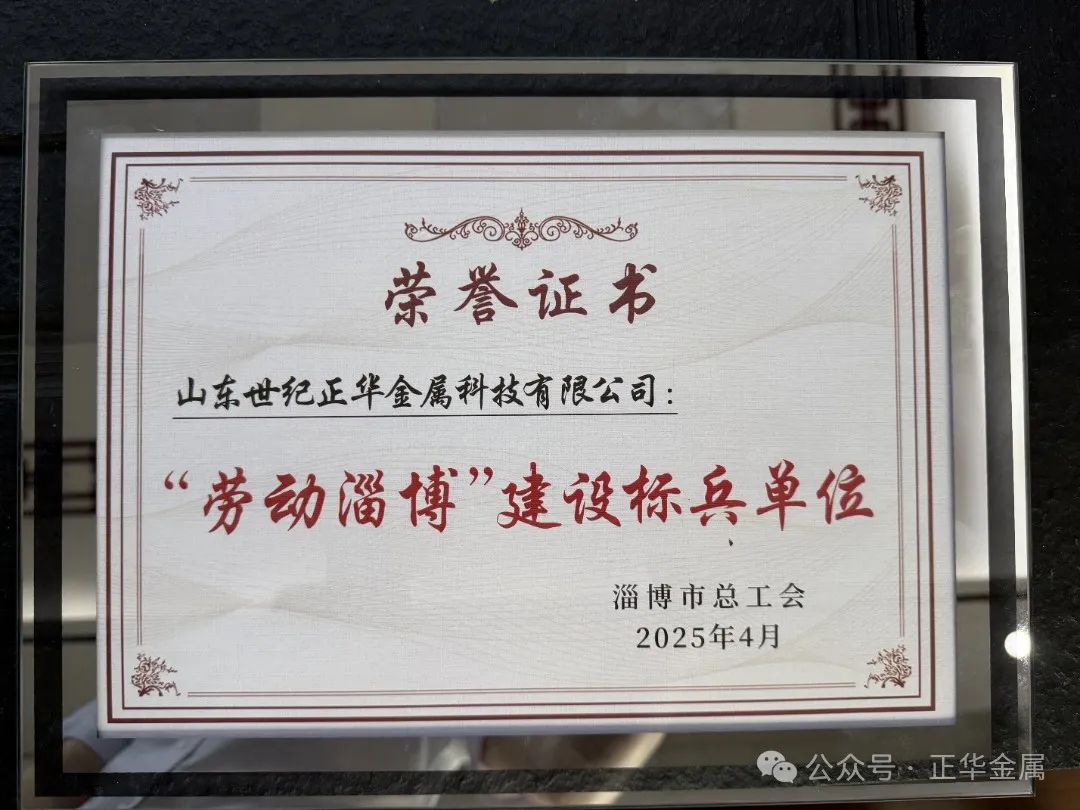 荣誉证书
山东世纪正华金属科技有限公司：
“劳动淄博”建设标兵单位
淄博市总工会
2025年4月
公众号 · 正华金属